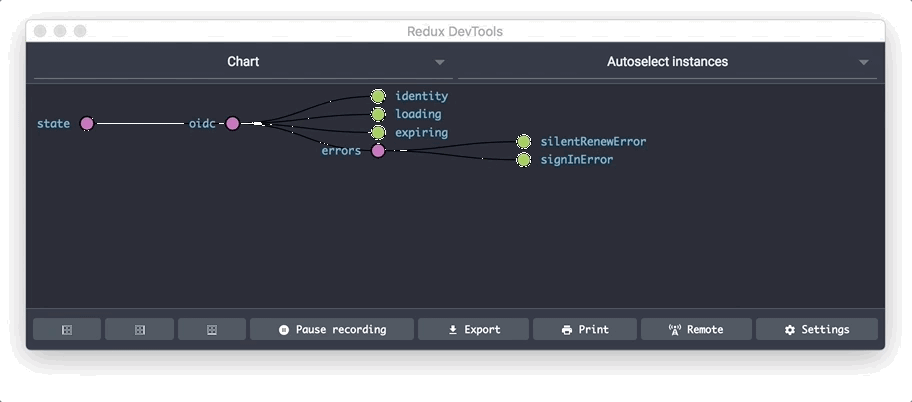 Redux DevTools
Chart
Autoselect instances
identity
loading
state
oidc
expiring
silentRenewError
errors
signInError
Pause recording
Export
Print
Remote
Settings